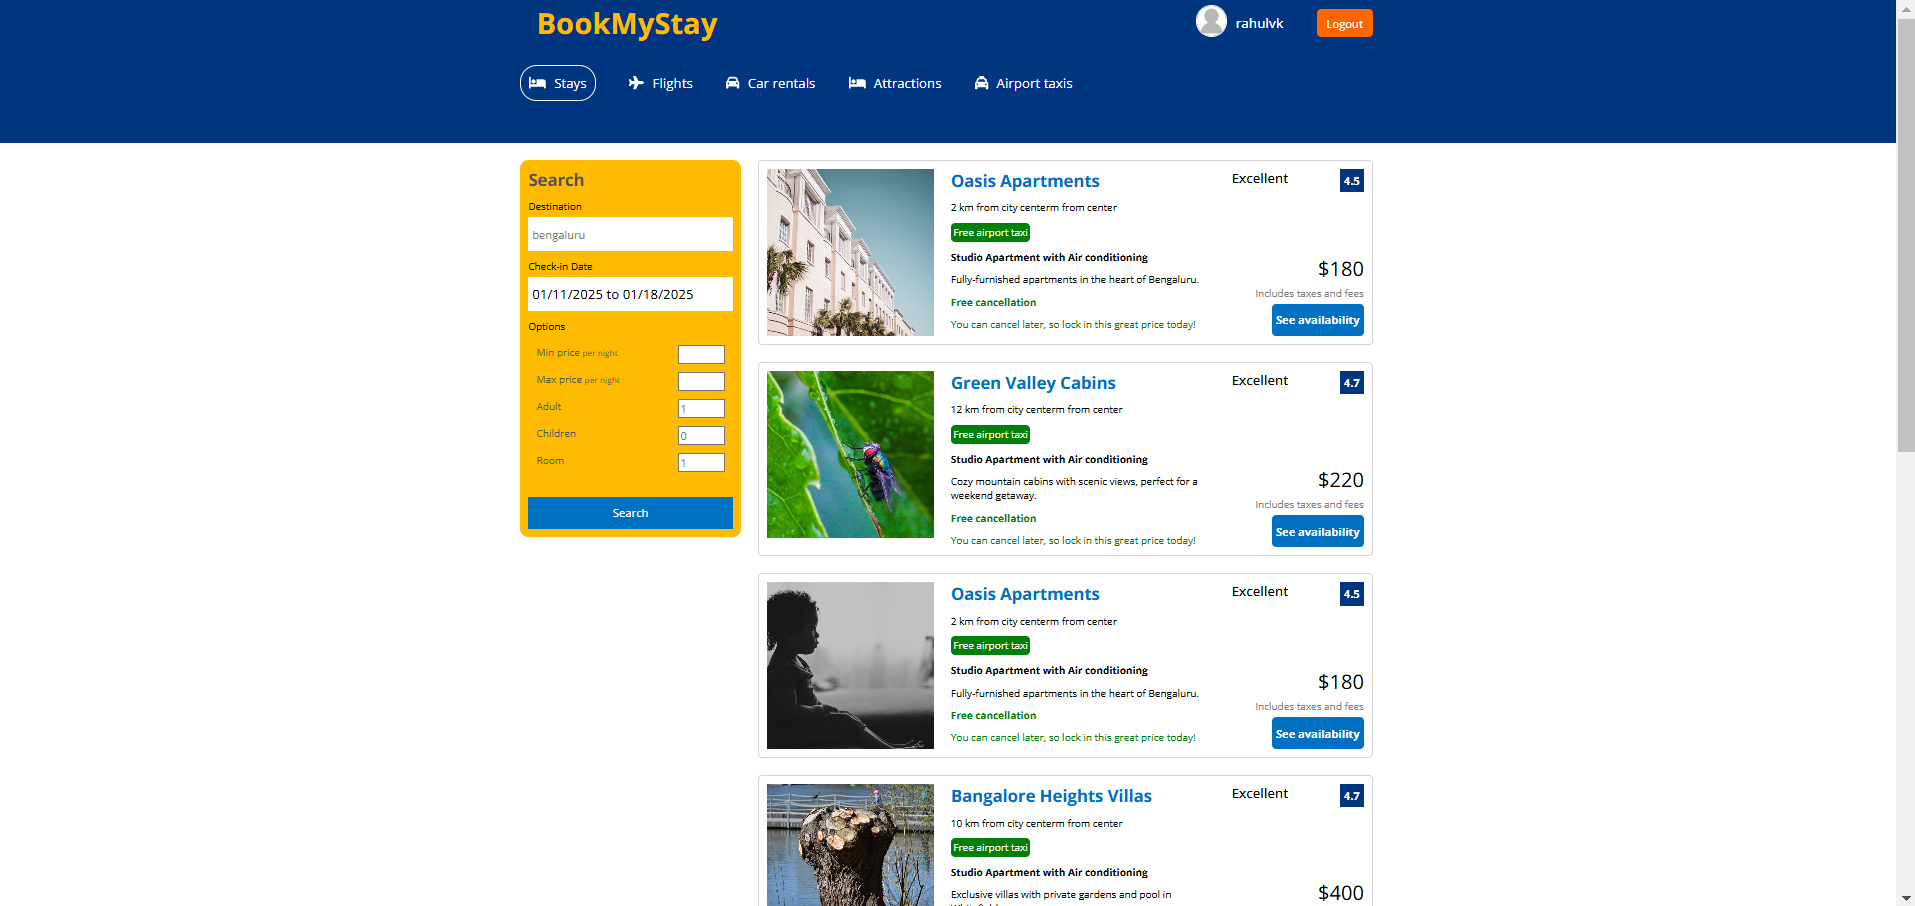 BookMyStay
rahulvk
Logout
Stays
Flights
Car rentals
Attractions
Airport taxis
Search
Destination
bengaluru
Check-in Date
01/11/2025 to 01/18/2025
Options
Min price per night
Max price per night
Adult
1
Children
0
Room
1
Search
Oasis Apartments
Excellent
4.5
2 km from city centerm from center
Free airport taxi
Studio Apartment with Air conditioning
Fully-furnished apartments in the heart of Bengaluru.
Free cancellation
You can cancel later, so lock in this great price today!
$180
Includes taxes and fees
See availability
Green Valley Cabins
Excellent
4.7
12 km from city centerm from center
Free airport taxi
Studio Apartment with Air conditioning
Cozy mountain cabins with scenic views, perfect for a
weekend getaway.
Free cancellation
You can cancel later, so lock in this great price today!
$220
Includes taxes and fees
See availability
Oasis Apartments
Excellent
4.5
2 km from city centerm from center
Free airport taxi
Studio Apartment with Air conditioning
Fully-furnished apartments in the heart of Bengaluru.
Free cancellation
You can cancel later, so lock in this great price today!
$180
Includes taxes and fees
See availability
Bangalore Heights Villas
Excellent
4.7
10 km from city centerm from center
Free airport taxi
Studio Apartment with Air conditioning
Exclusive villas with private gardens and pool in
$400